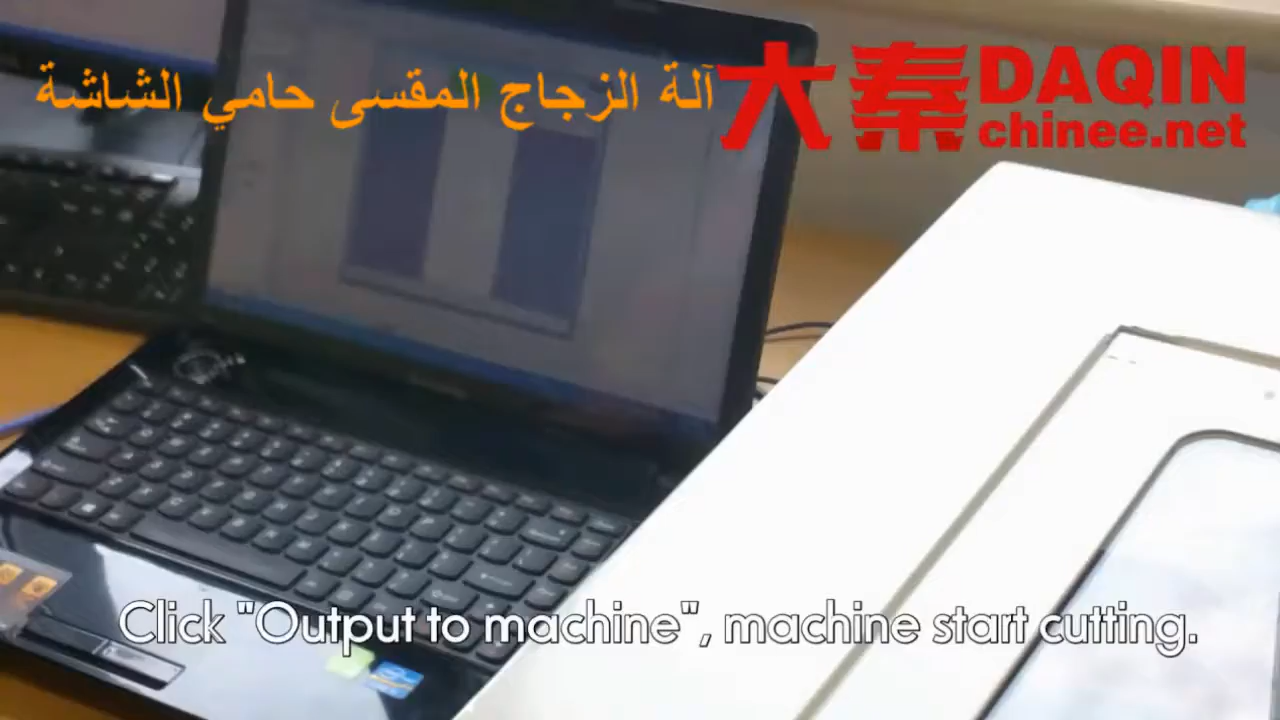 آلة الزجاج المقسى حامي الشاشة
大秦 DAQIN
chinee.net
Click "Output to machine", machine start cutting.